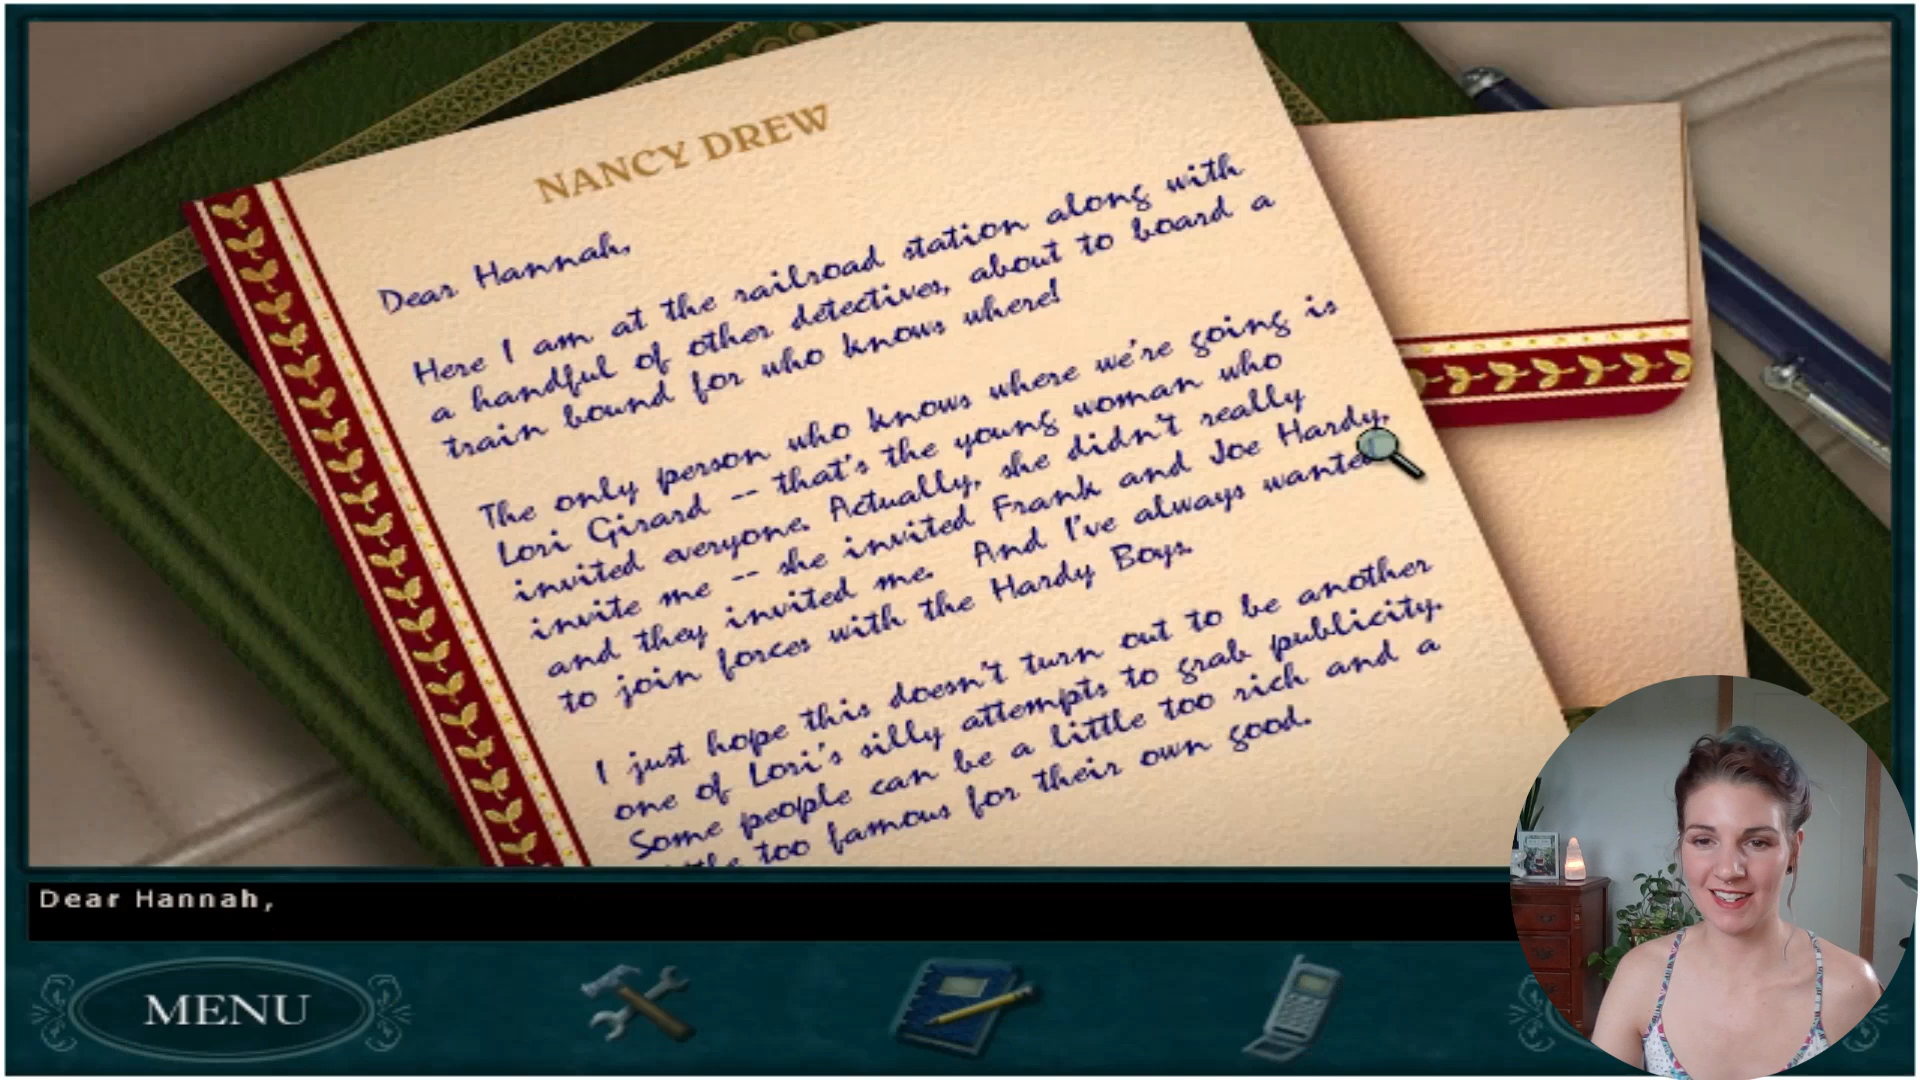 NANCY DREW
Dear Hannah,
Here I am at the railroad station along with
a handful of other detectives, about to board a
train bound for who knows where!
The only person who knows where we're going is
Lori Girard -- that's the young woman who
invited everyone. Actually, she didn't really
invite me -- she invited Frank and Joe Hardy,
and they invited me. And I've always wanted
to join forces with the Hardy Boys.
I just hope this doesn't turn out to be another
one of Lori's silly attempts to grab publicity.
Some people can be a little too rich and a
too famous for their own good.
Dear Hannah,
MENU